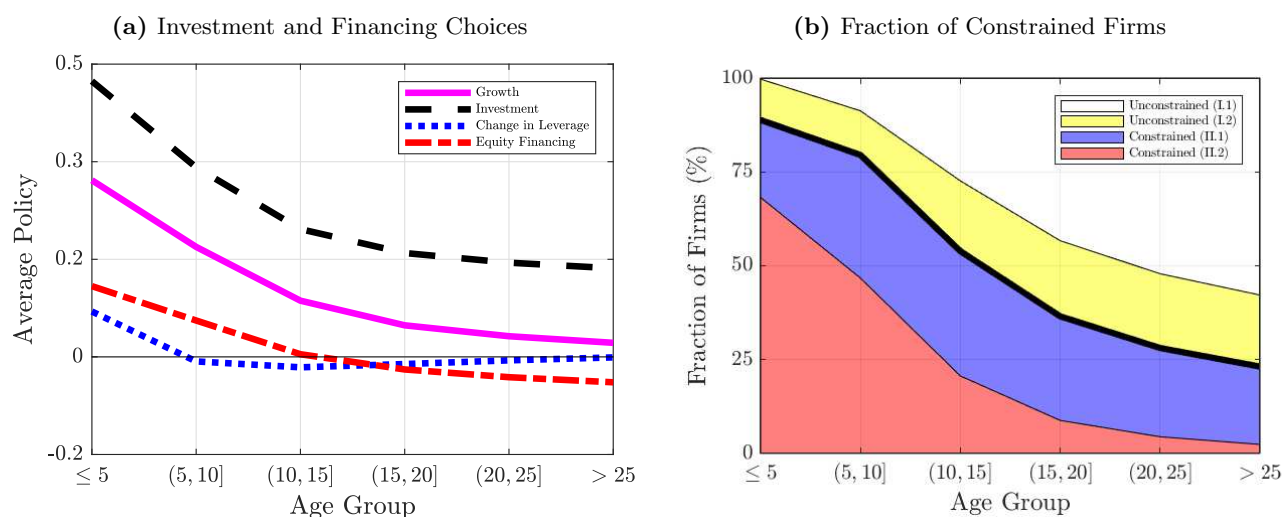 (a) Investment and Financing Choices
0.5
0.3
0.2
0
-0.2
Average Policy
Growth
Investment
Change in Leverage
Equity Financing
≤ 5
(5, 10]
(10, 15]
(15, 20]
(20, 25]
> 25
Age Group
(b) Fraction of Constrained Firms
100
75
50
25
0
Fraction of Firms (%)
Unconstrained (I.1)
Unconstrained (I.2)
Constrained (II.1)
Constrained (II.2)
≤ 5
(5, 10]
(10, 15]
(15, 20]
(20, 25]
> 25
Age Group